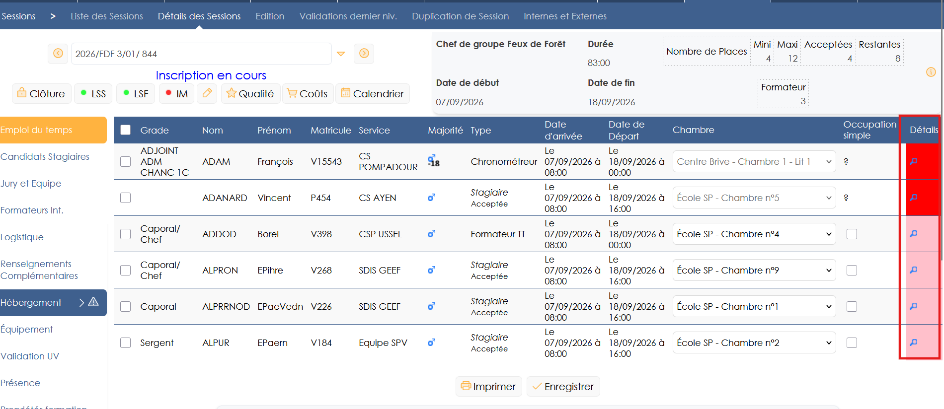 Sessions > Liste des Sessions Détails des Sessions Edition Validations dernier niv. Duplication de Session Internes et Externes
2026/FDF 3/01/ 844
Inscription en cours
Clôture LSS LSF IM Qualité Coûts Calendrier
Chef de groupe Feux de Forêt Durée
83:00
Date de début Date de fin
07/09/2026 18/09/2026
Nombre de Places Mini Maxi Acceptées Restantes
4 12 4 8
Formateur
3
Emploi du temps
Candidats Stagiaires
Jury et Equipe
Formateurs Int.
Logistique
Renseignements
Complémentaires
Hébergement
Équipement
Validation UV
Présence
Propriétés formation
Grade Nom Prénom Matricule Service Majorité Type Date d'arrivée Date de Départ Chambre Occupation simple Détails
ADJOINT ADM CHANC 1C ADAM François V15543 CS POMPADOUR -18 Chronométreur Le 07/09/2026 à 08:00 Le 18/09/2026 à 00:00 Centre Brive - Chambre 1 - Lit 1 ?
ADANARD Vincent P454 CS AYEN Stagiaire Acceptée Le 07/09/2026 à 08:00 Le 18/09/2026 à 16:00 École SP - Chambre n°5 ?
Caporal/Chef ADDOD Borel V398 CSP USSEL Formateur TT Le 07/09/2026 à 08:00 Le 18/09/2026 à 00:00 École SP - Chambre n°4
Caporal/Chef ALPRON EPihre V268 SDIS GEEF Stagiaire Acceptée Le 07/09/2026 à 08:00 Le 18/09/2026 à 16:00 École SP - Chambre n°9
Caporal ALPRRNOD EPaeVedn V226 SDIS GEEF Stagiaire Acceptée Le 07/09/2026 à 08:00 Le 18/09/2026 à 16:00 École SP - Chambre n°1
Sergent ALPUR EPaern V184 Equipe SPV Stagiaire Acceptée Le 07/09/2026 à 08:00 Le 18/09/2026 à 16:00 École SP - Chambre n°2
Imprimer Enregistrer